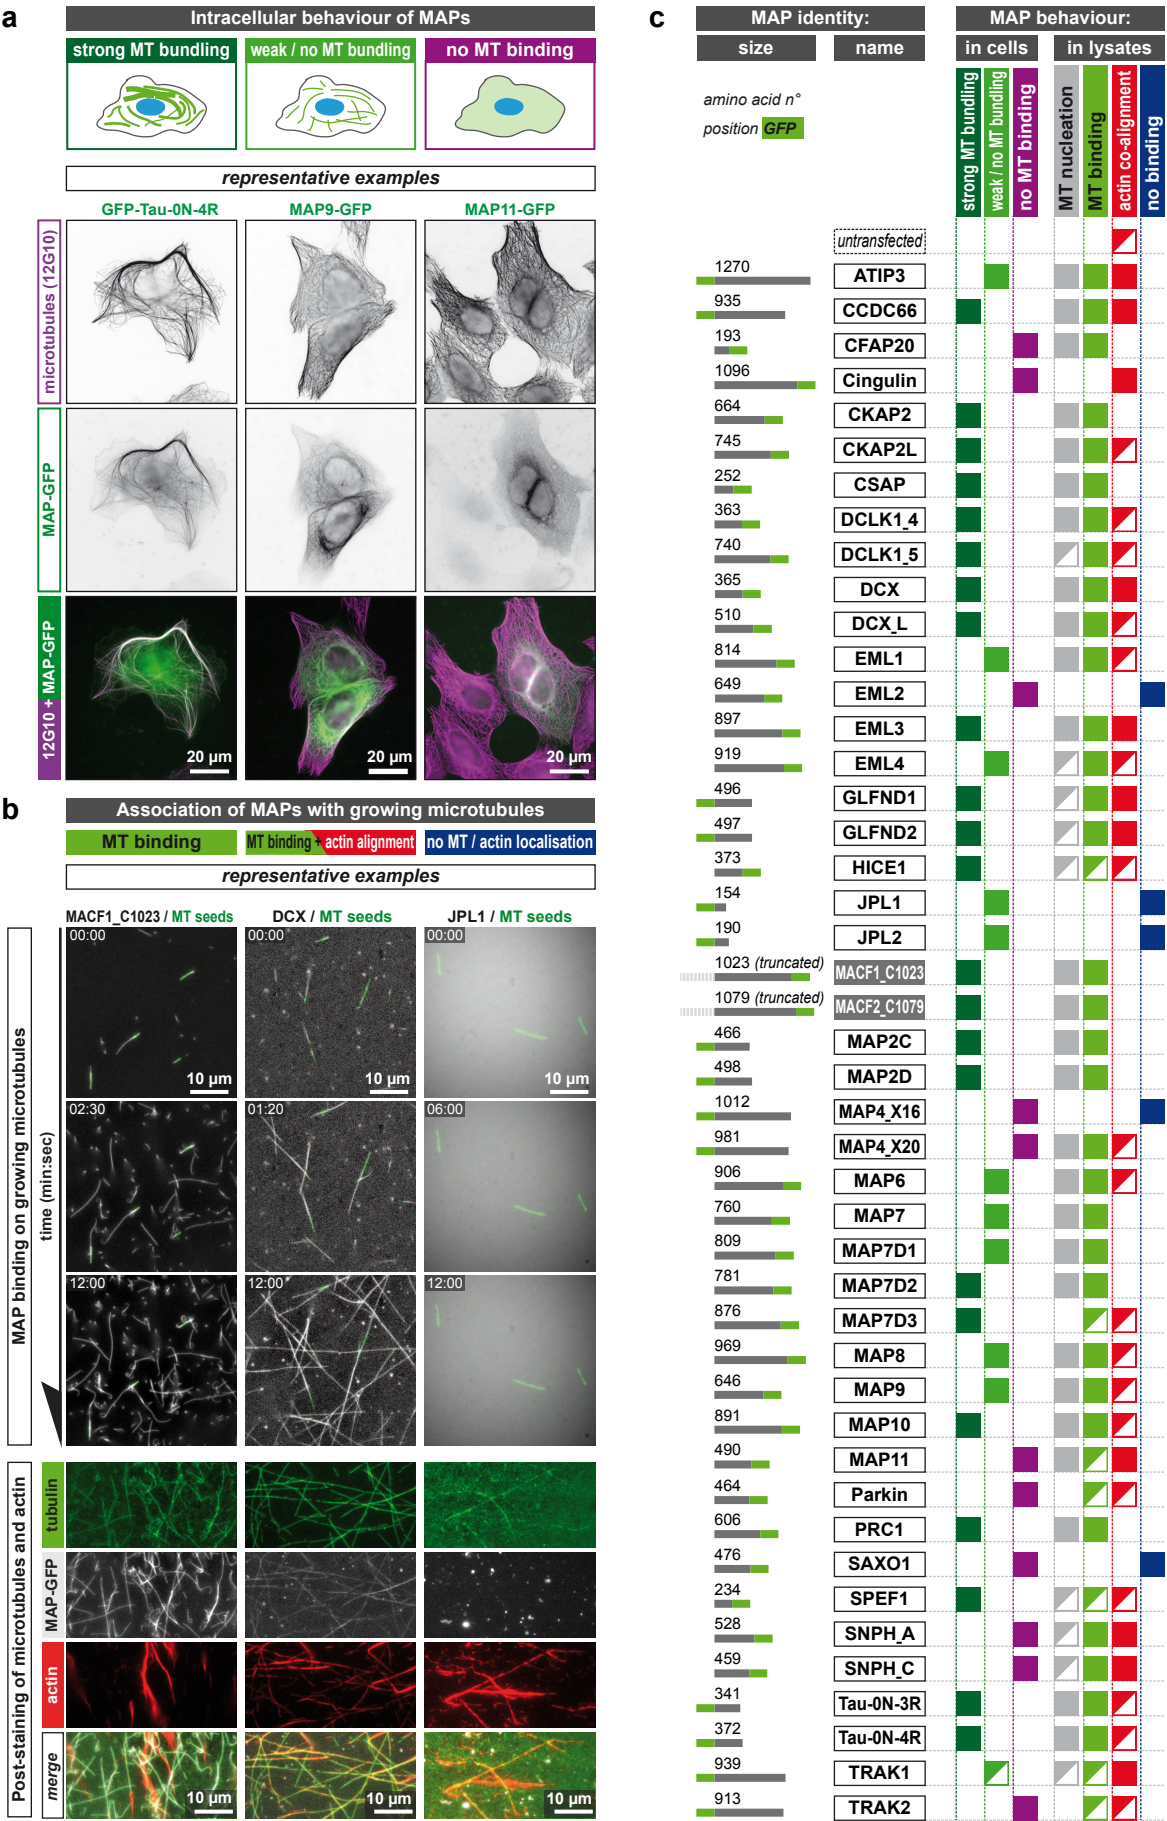 a
Intracellular behaviour of MAPs
strong MT bundling
weak / no MT bundling
no MT binding
representative examples
GFP-Tau-0N-4R
MAP9-GFP
MAP11-GFP
microtubules (12G10)
MAP-GFP
12G10 + MAP-GFP
20 µm
20 µm
20 µm
b
Association of MAPs with growing microtubules
MT binding
MT binding + actin alignment
no MT / actin localisation
representative examples
MACF1_C1023 / MT seeds
DCX / MT seeds
JPL1 / MT seeds
MAP binding on growing microtubules
time (min:sec)
00:00
00:00
00:00
10 µm
10 µm
10 µm
02:30
01:20
06:00
12:00
12:00
12:00
Post-staining of microtubules and actin
tubulin
MAP-GFP
actin
merge
10 µm
10 µm
10 µm
c
MAP identity:
MAP behaviour:
size
name
in cells
in lysates
amino acid n°
position GFP
strong MT bundling
weak / no MT bundling
no MT binding
MT nucleation
MT binding
actin co-alignment
no binding
untransfected
1270
ATIP3
935
CCDC66
193
CFAP20
1096
Cingulin
664
CKAP2
745
CKAP2L
252
CSAP
363
DCLK1_4
740
DCLK1_5
365
DCX
510
DCX_L
814
EML1
649
EML2
897
EML3
919
EML4
496
GLFND1
497
GLFND2
373
HICE1
154
JPL1
190
JPL2
1023 (truncated)
MACF1_C1023
1079 (truncated)
MACF2_C1079
466
MAP2C
498
MAP2D
1012
MAP4_X16
981
MAP4_X20
906
MAP6
760
MAP7
809
MAP7D1
781
MAP7D2
876
MAP7D3
969
MAP8
646
MAP9
891
MAP10
490
MAP11
464
Parkin
606
PRC1
476
SAXO1
234
SPEF1
528
SNPH_A
459
SNPH_C
341
Tau-0N-3R
372
Tau-0N-4R
939
TRAK1
913
TRAK2